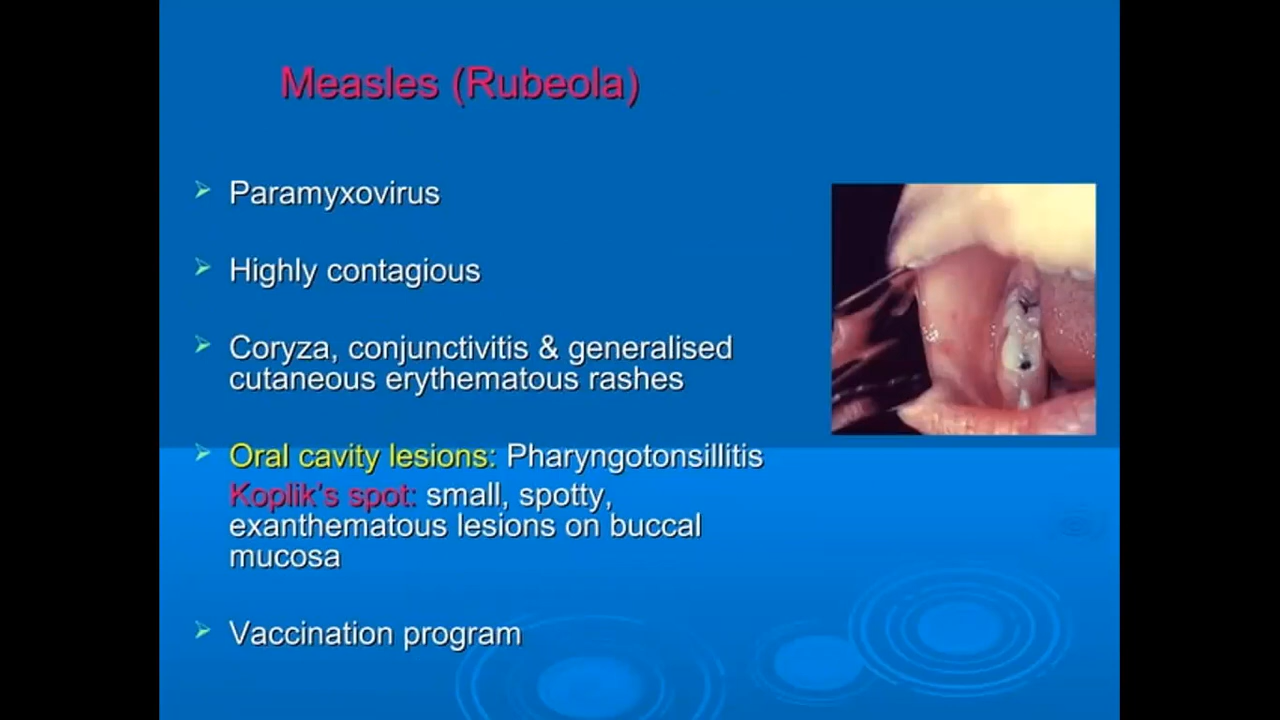 Measles (Rubeola)
Paramyxovirus
Highly contagious
Coryza, conjunctivitis & generalised
cutaneous erythematous rashes
Oral cavity lesions: Pharyngotonsillitis
Koplik's spot: small, spotty,
exanthematous lesions on buccal
mucosa
Vaccination program